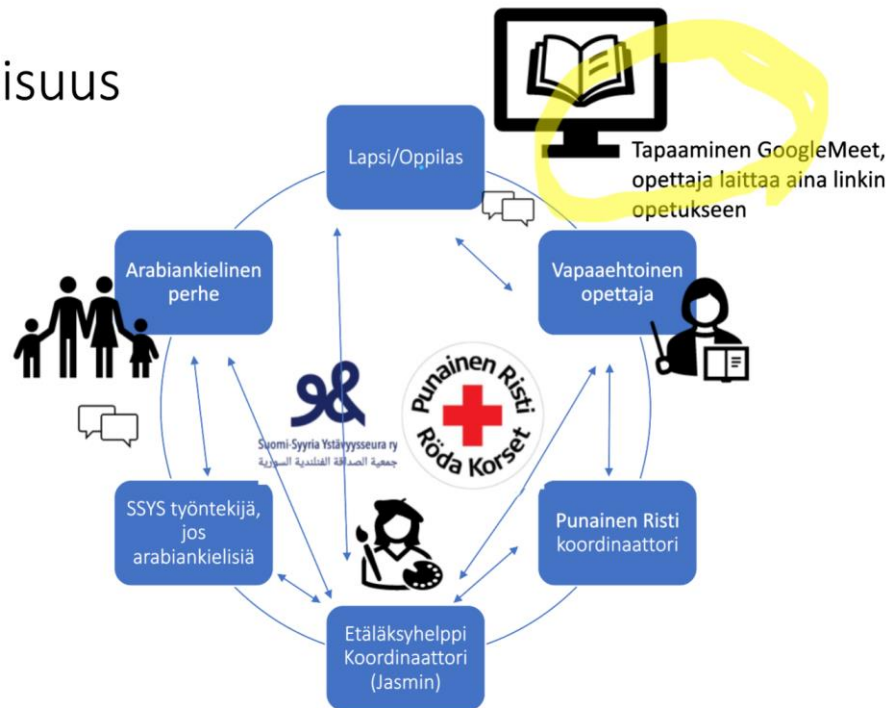 isuus
Lapsi/Oppilas
Tapaaminen GoogleMeet,
opettaja laittaa aina linkin
opetukseen
Arabiankielinen
perhe
Vapaaehtoinen
opettaja
Suomi-Syyria Ystävyysseura ry
جمعية الصداقة الفنلندية السورية
Punainen Risti
Röda Korset
SSYS työntekijä,
jos
arabiankielisiä
Punainen Risti
koordinaattori
Etäläksyhelppi
Koordinaattori
(Jasmin)